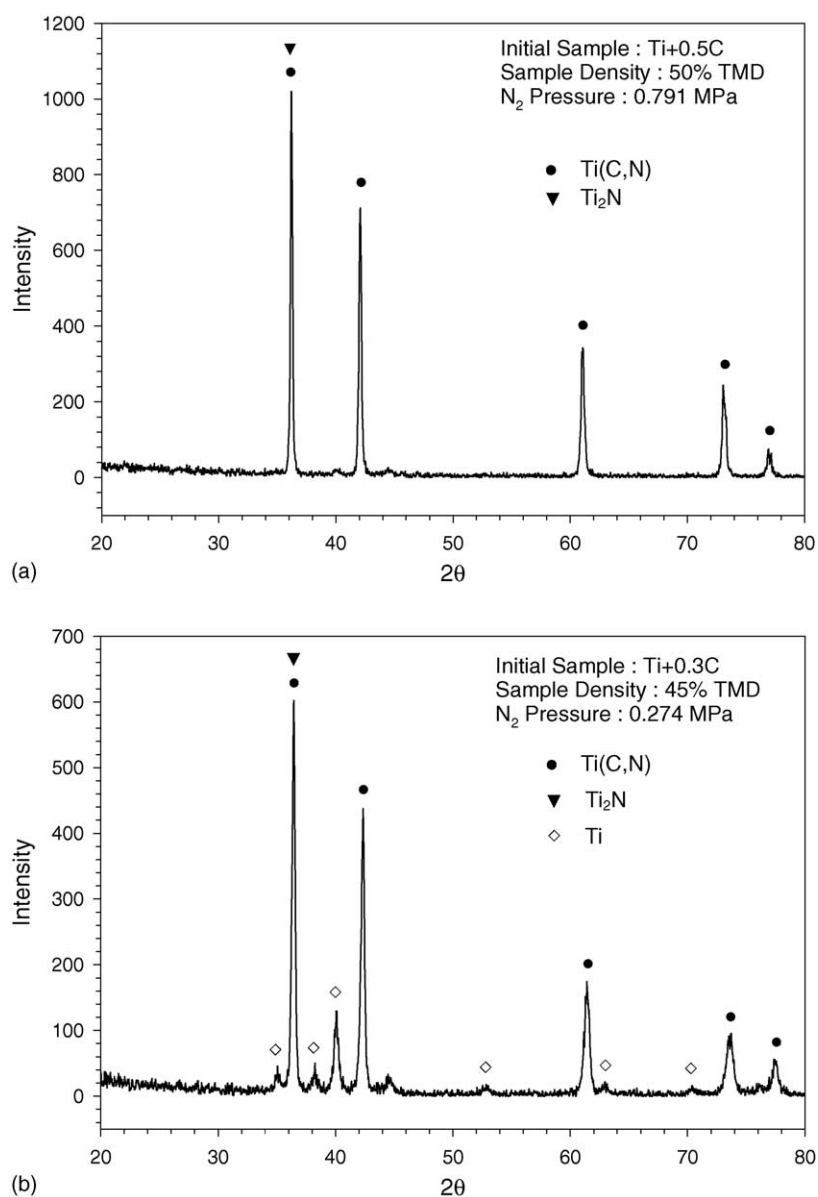 1200
1000
800
600
400
200
0
Intensity
Initial Sample : Ti+0.5C
Sample Density : 50% TMD
N₂ Pressure : 0.791 MPa
● Ti(C,N)
▼ Ti₂N
20 30 40 50 60 70 80
2θ
(a)
700
600
500
400
300
200
100
0
Intensity
Initial Sample : Ti+0.3C
Sample Density : 45% TMD
N₂ Pressure : 0.274 MPa
● Ti(C,N)
▼ Ti₂N
◇ Ti
20 30 40 50 60 70 80
2θ
(b)